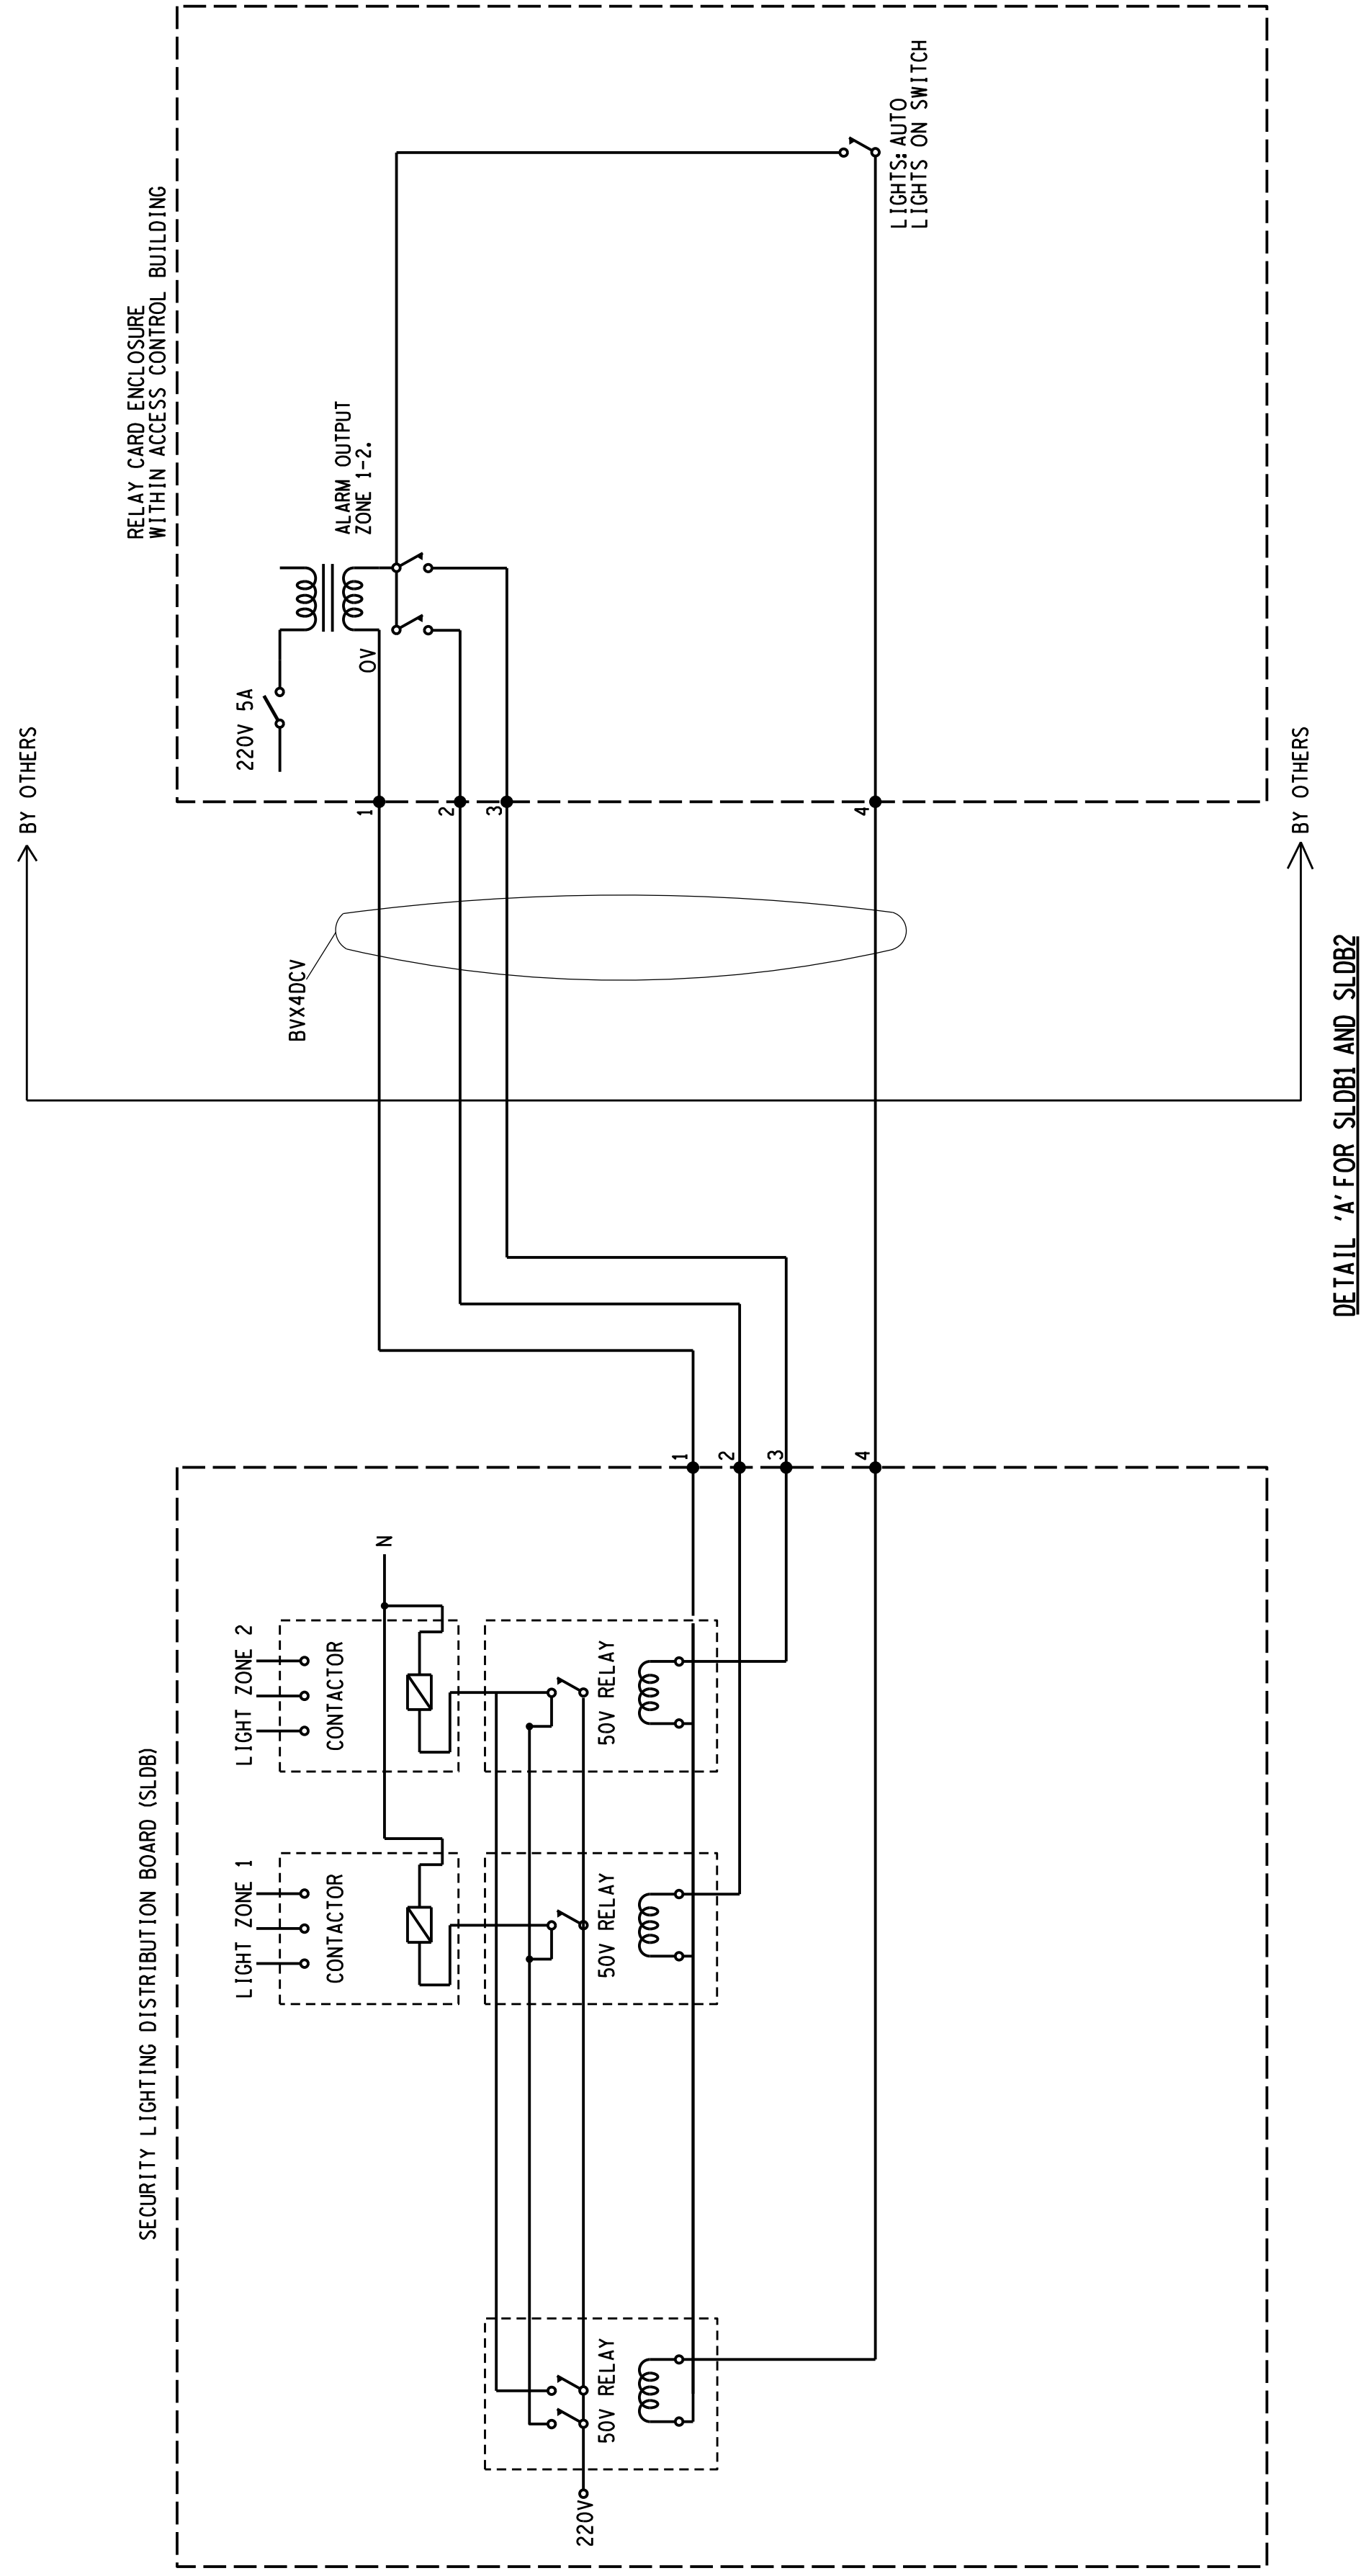 SECURITY LIGHTING DISTRIBUTION BOARD (SLDB)
LIGHT ZONE 1
LIGHT ZONE 2
CONTACTOR
CONTACTOR
N
50V RELAY
50V RELAY
50V RELAY
220V
1
2
3
4
BVX4DCV
BY OTHERS
BY OTHERS
1
2
3
4
RELAY CARD ENCLOSURE
WITHIN ACCESS CONTROL BUILDING
220V 5A
0V
ALARM OUTPUT
ZONE 1-2.
LIGHTS: AUTO
LIGHTS ON SWITCH
DETAIL 'A' FOR SLDB1 AND SLDB2